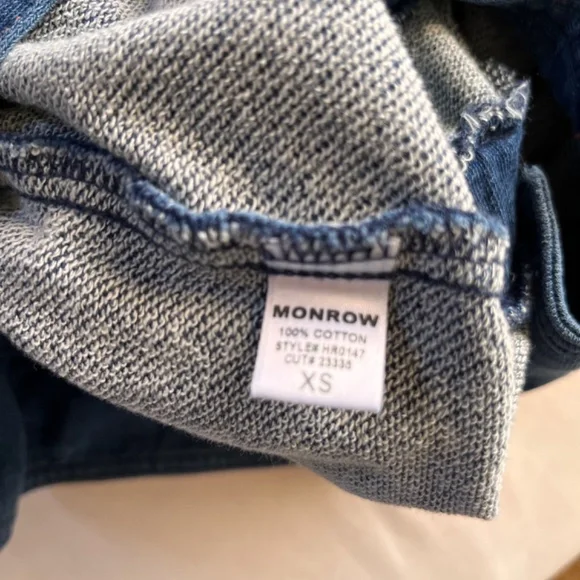 MONROW
100% COTTON
STYLE# HR0147
CUT# 23335
XS